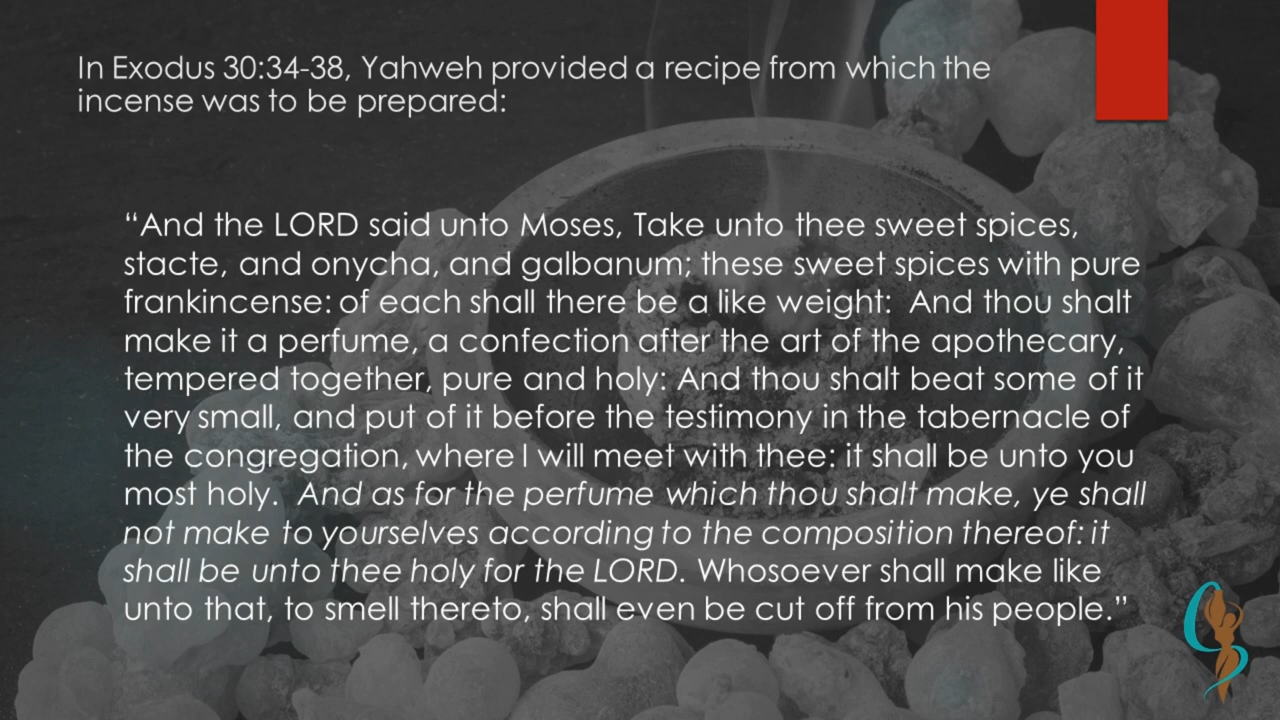 In Exodus 30:34-38, Yahweh provided a recipe from which the
incense was to be prepared:
“And the LORD said unto Moses, Take unto thee sweet spices,
stacte, and onycha, and galbanum; these sweet spices with pure
frankincense: of each shall there be a like weight: And thou shalt
make it a perfume, a confection after the art of the apothecary,
tempered together, pure and holy: And thou shalt beat some of it
very small, and put of it before the testimony in the tabernacle of
the congregation, where I will meet with thee: it shall be unto you
most holy. And as for the perfume which thou shalt make, ye shall
not make to yourselves according to the composition thereof: it
shall be unto thee holy for the LORD. Whosoever shall make like
unto that, to smell thereto, shall even be cut off from his people.”